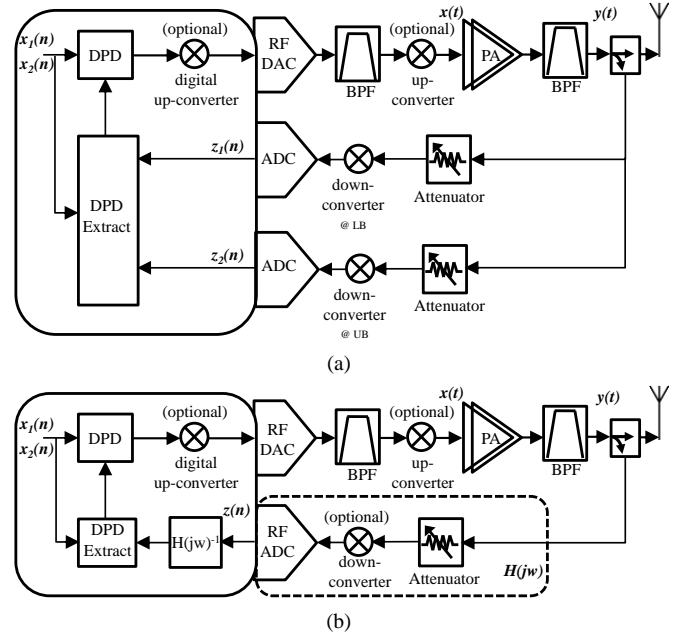 x(t)
y(t)
x1(n)
x2(n)
DPD
(optional)
digital
up-converter
RF
DAC
BPF
(optional)
up-
converter
PA
BPF
z1(n)
DPD
Extract
ADC
down-
converter
@ LB
Attenuator
z2(n)
ADC
down-
converter
@ UB
Attenuator
(a)
x(t)
y(t)
x1(n)
x2(n)
DPD
(optional)
digital
up-converter
RF
DAC
BPF
(optional)
up-
converter
PA
BPF
z(n)
DPD
Extract
H(jw)-1
RF
ADC
(optional)
down-
converter
Attenuator
H(jw)
(b)